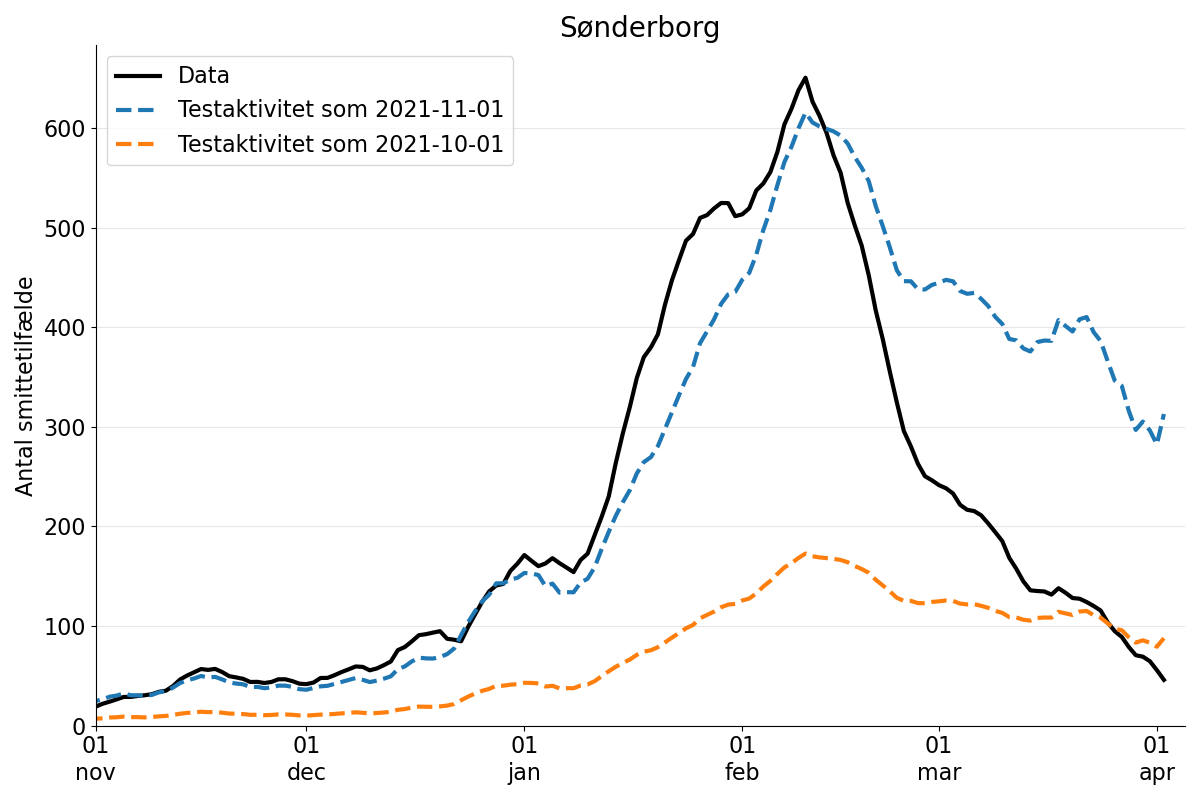 Sønderborg
Data
Testaktivitet som 2021-11-01
Testaktivitet som 2021-10-01
Antal smittetilfælde
600
500
400
300
200
100
0
01 01 01 01 01 01
nov dec jan feb mar apr